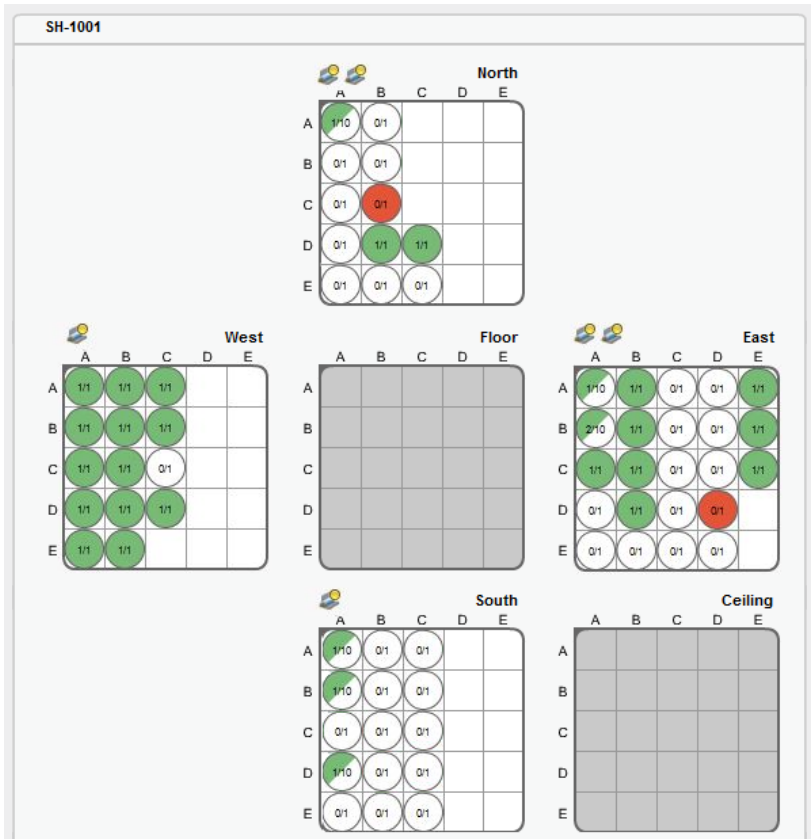 SH-1001
North
A B C D E
A 1/10 0/1
B 0/1 0/1
C 0/1 0/1
D 0/1 1/1 1/1
E 0/1 0/1 0/1
West
A B C D E
A 1/1 1/1 1/1
B 1/1 1/1 1/1
C 1/1 1/1 0/1
D 1/1 1/1 1/1
E 1/1 1/1
Floor
A B C D E
A
B
C
D
E
East
A B C D E
A 1/10 1/1 0/1 0/1 1/1
B 2/10 1/1 0/1 0/1 1/1
C 1/1 1/1 0/1 0/1 1/1
D 0/1 1/1 0/1 0/1
E 0/1 0/1 0/1 0/1
South
A B C D E
A 1/10 0/1 0/1
B 1/10 0/1 0/1
C 0/1 0/1 0/1
D 1/10 0/1 0/1
E 0/1 0/1 0/1
Ceiling
A B C D E
A
B
C
D
E